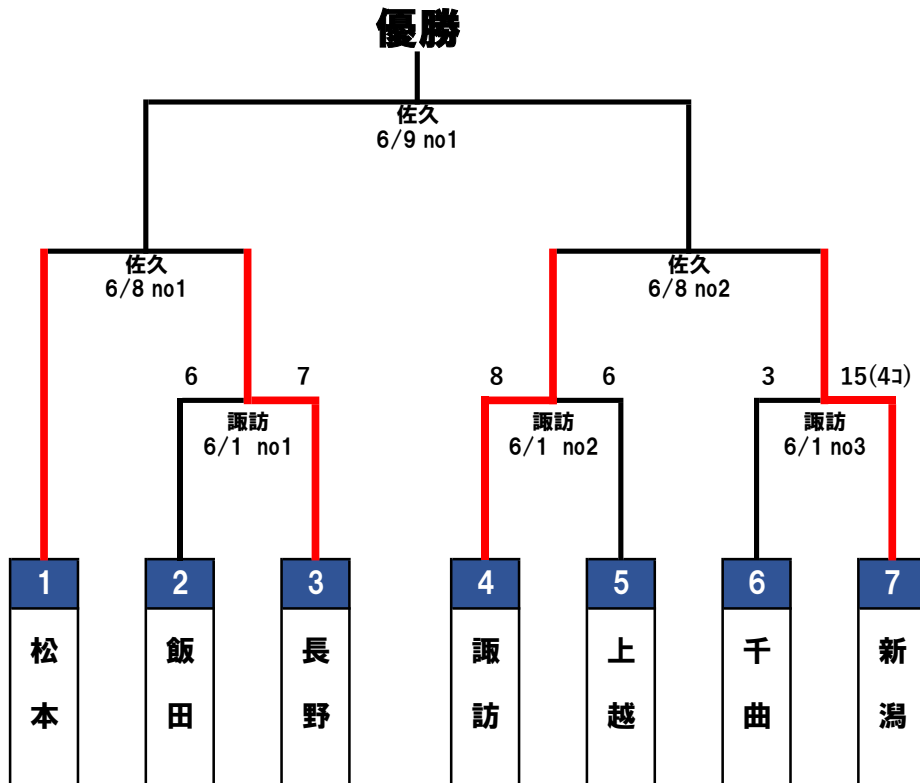 優勝
佐久
6/9 no1
佐久
6/8 no1
佐久
6/8 no2
6
7
8
6
3
15(4ｺ)
諏訪
6/1 no1
諏訪
6/1 no2
諏訪
6/1 no3
1
2
3
4
5
6
7
松本
飯田
長野
諏訪
上越
千曲
新潟